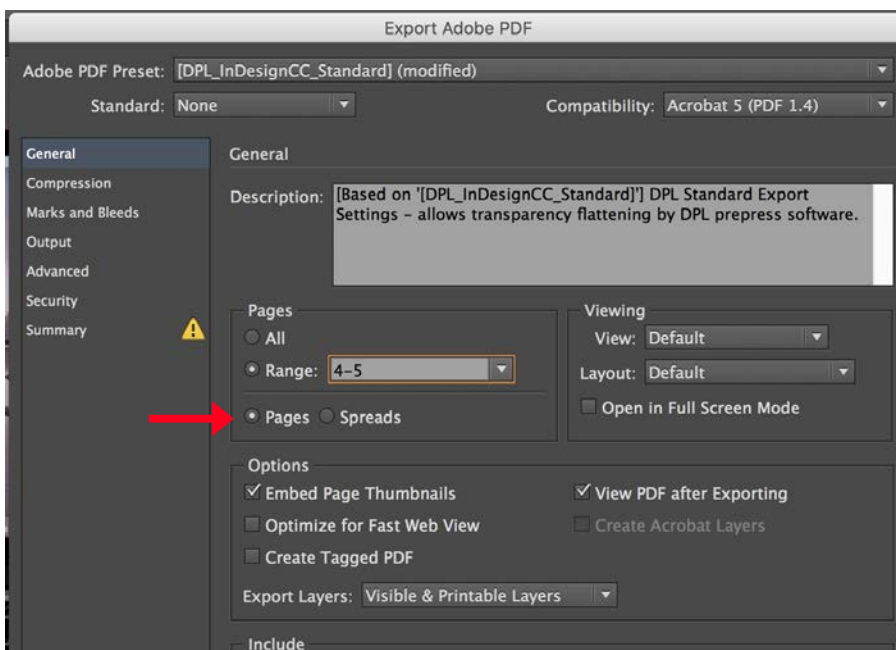 Export Adobe PDF
Adobe PDF Preset: [DPL_InDesignCC_Standard] (modified)
Standard: None Compatibility: Acrobat 5 (PDF 1.4)
General
Compression
Marks and Bleeds
Output
Advanced
Security
Summary
General
Description: [Based on '[DPL_InDesignCC_Standard]'] DPL Standard Export
Settings – allows transparency flattening by DPL prepress software.
Pages
All
Range: 4-5
Pages Spreads
Viewing
View: Default
Layout: Default
Open in Full Screen Mode
Options
Embed Page Thumbnails View PDF after Exporting
Optimize for Fast Web View Create Acrobat Layers
Create Tagged PDF
Export Layers: Visible & Printable Layers
Include